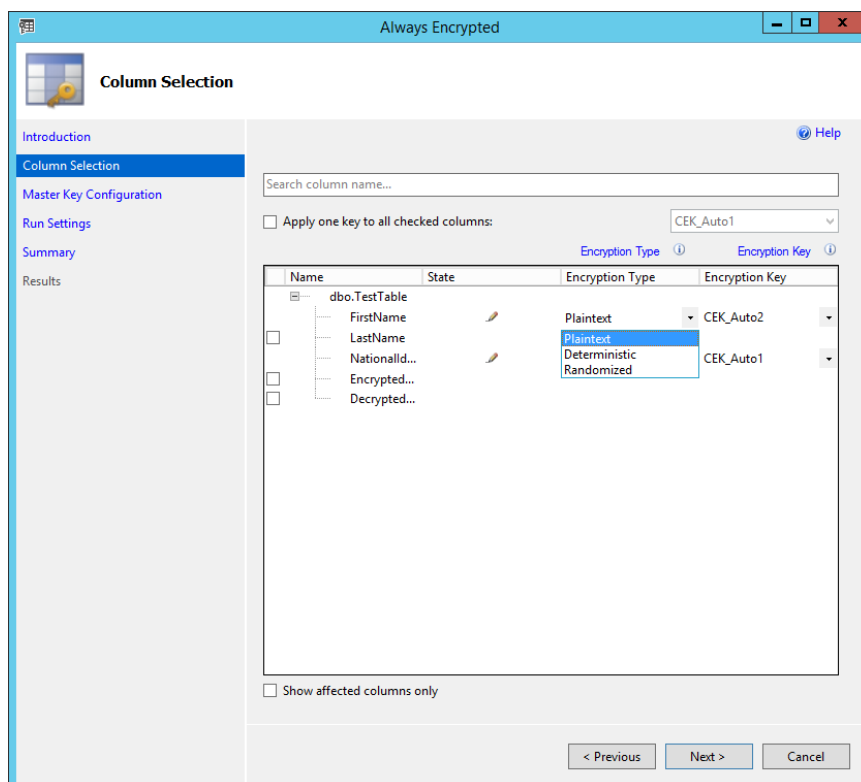 Always Encrypted
Column Selection
Help
Introduction
Column Selection
Master Key Configuration
Run Settings
Summary
Results
Search column name...
Apply one key to all checked columns: CEK_Auto1
Encryption Type Encryption Key
Name State Encryption Type Encryption Key
dbo.TestTable
FirstName Plaintext CEK_Auto2
LastName Plaintext
NationalId... Deterministic CEK_Auto1
Randomized
Encrypted...
Decrypted...
Show affected columns only
< Previous Next > Cancel